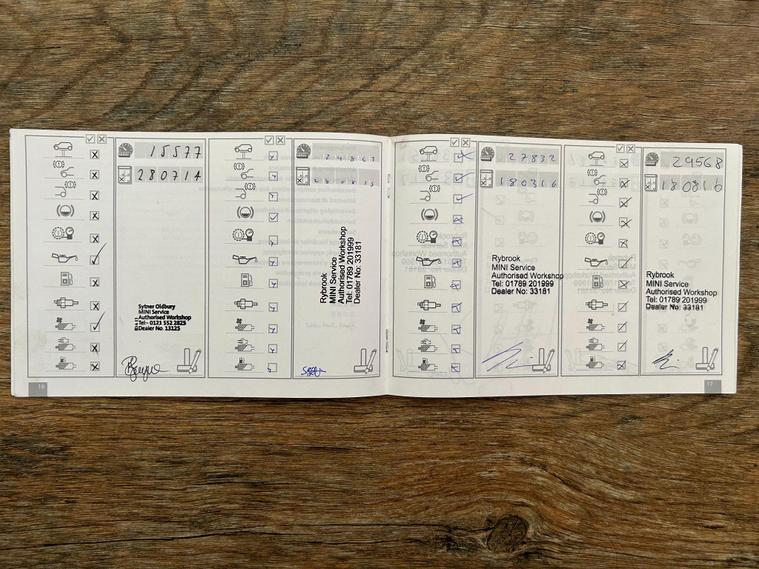 15577
280714
Sytner Oldbury
MINI Service
Authorised Workshop
Tel:- 0121 552 2825
Dealer No: 13125
16
Rybrook
MINI Service
Authorised Workshop
Tel: 01789 201999
Dealer No: 33181
27832
180316
Rybrook
MINI Service
Authorised Workshop
Tel: 01789 201999
Dealer No: 33181
29568
180816
Rybrook
MINI Service
Authorised Workshop
Tel: 01789 201999
Dealer No: 33181
17